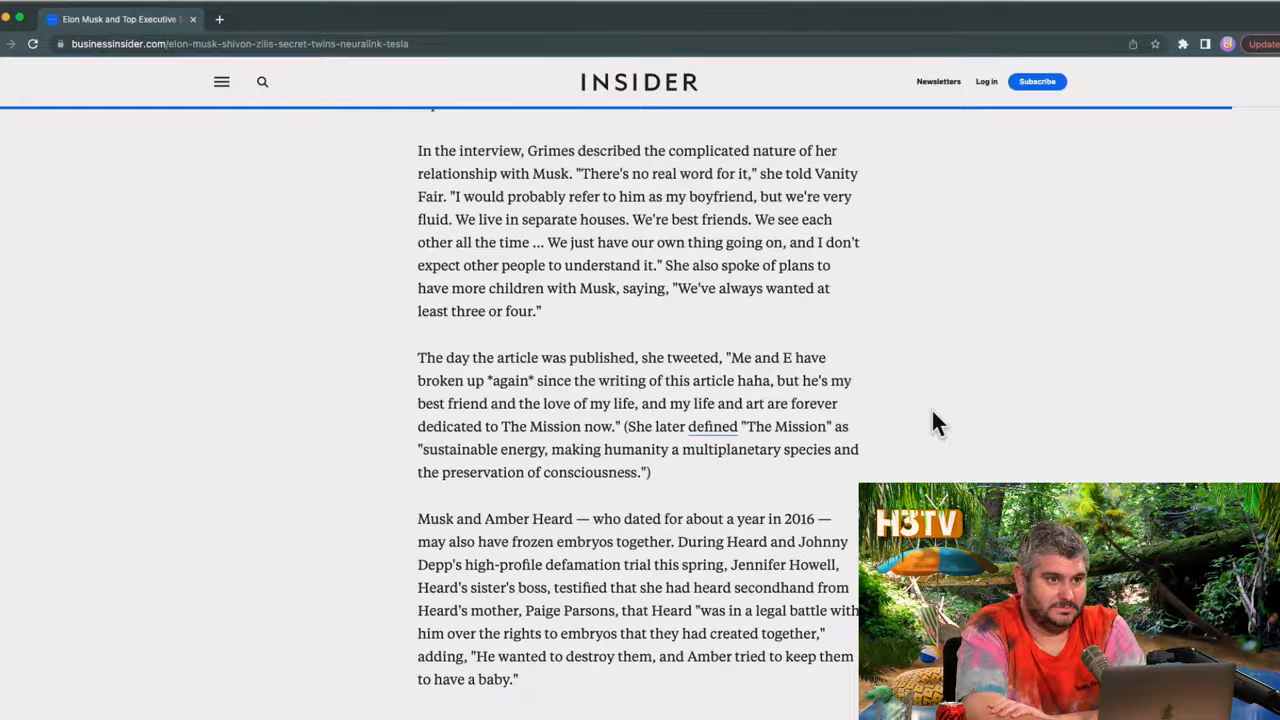 Elon Musk and Top Executive S
businessinsider.com/elon-musk-shivon-zilis-secret-twins-neuralink-tesla
Update
INSIDER
Newsletters
Log in
Subscribe
In the interview, Grimes described the complicated nature of her
relationship with Musk. "There's no real word for it," she told Vanity
Fair. "I would probably refer to him as my boyfriend, but we're very
fluid. We live in separate houses. We're best friends. We see each
other all the time ... We just have our own thing going on, and I don't
expect other people to understand it." She also spoke of plans to
have more children with Musk, saying, "We've always wanted at
least three or four."
The day the article was published, she tweeted, "Me and E have
broken up *again* since the writing of this article haha, but he's my
best friend and the love of my life, and my life and art are forever
dedicated to The Mission now." (She later defined "The Mission" as
"sustainable energy, making humanity a multiplanetary species and
the preservation of consciousness.")
Musk and Amber Heard — who dated for about a year in 2016 —
may also have frozen embryos together. During Heard and Johnny
Depp's high-profile defamation trial this spring, Jennifer Howell,
Heard's sister's boss, testified that she had heard secondhand from
Heard's mother, Paige Parsons, that Heard "was in a legal battle with
him over the rights to embryos that they had created together,"
adding, "He wanted to destroy them, and Amber tried to keep them
to have a baby."
H3TV